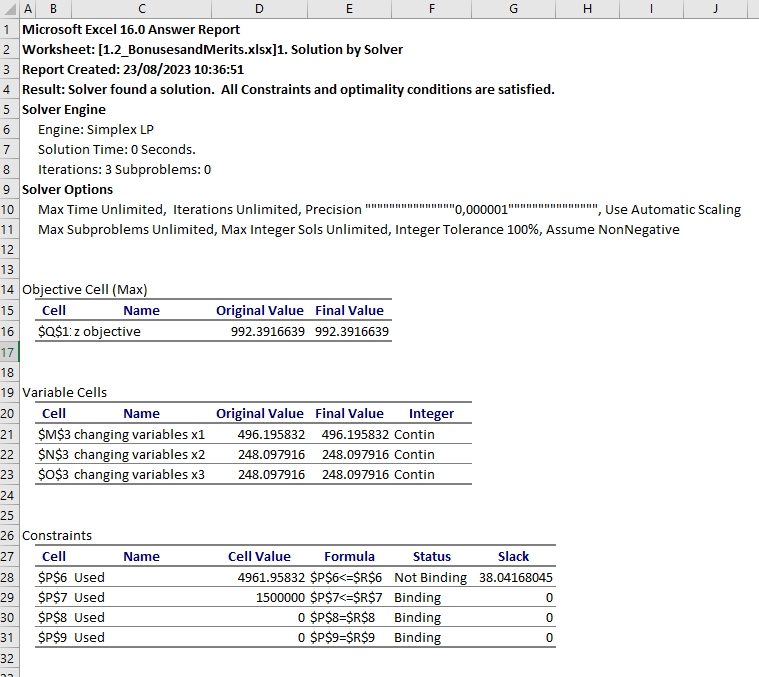 A B C D E F G H I J
1 Microsoft Excel 16.0 Answer Report
2 Worksheet: [1.2_BonusesandMerits.xlsx]1. Solution by Solver
3 Report Created: 23/08/2023 10:36:51
4 Result: Solver found a solution. All Constraints and optimality conditions are satisfied.
5 Solver Engine
6 Engine: Simplex LP
7 Solution Time: 0 Seconds.
8 Iterations: 3 Subproblems: 0
9 Solver Options
10 Max Time Unlimited, Iterations Unlimited, Precision """""""""""""""0,000001""""""""""""""", Use Automatic Scaling
11 Max Subproblems Unlimited, Max Integer Sols Unlimited, Integer Tolerance 100%, Assume NonNegative
12
13
14 Objective Cell (Max)
15 Cell Name Original Value Final Value
16 $Q$1 z objective 992.3916639 992.3916639
17
18
19 Variable Cells
20 Cell Name Original Value Final Value Integer
21 $M$3 changing variables x1 496.195832 496.195832 Contin
22 $N$3 changing variables x2 248.097916 248.097916 Contin
23 $O$3 changing variables x3 248.097916 248.097916 Contin
24
25
26 Constraints
27 Cell Name Cell Value Formula Status Slack
28 $P$6 Used 4961.95832 $P$6<=$R$6 Not Binding 38.04168045
29 $P$7 Used 1500000 $P$7<=$R$7 Binding 0
30 $P$8 Used 0 $P$8=$R$8 Binding 0
31 $P$9 Used 0 $P$9=$R$9 Binding 0
32